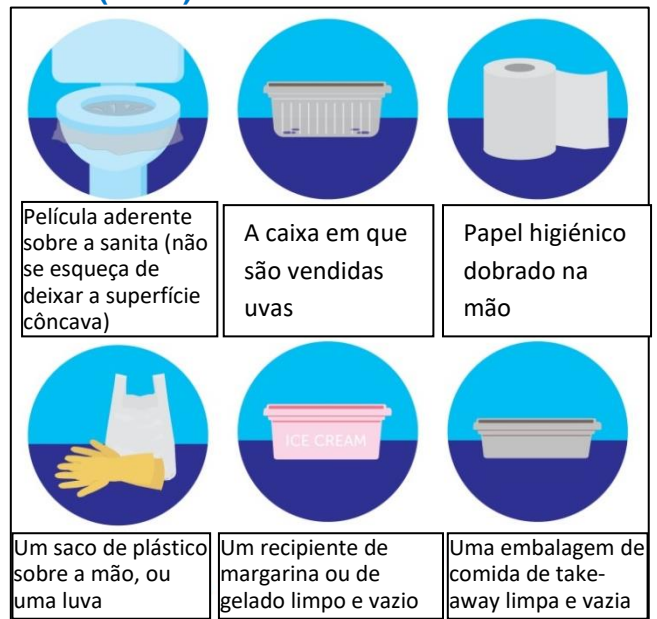 Película aderente
sobre a sanita (não
se esqueça de
deixar a superfície
côncava)
A caixa em que
são vendidas
uvas
Papel higiénico
dobrado na
mão
ICE CREAM
Um saco de plástico
sobre a mão, ou
uma luva
Um recipiente de
margarina ou de
gelado limpo e vazio
Uma embalagem de
comida de take-
away limpa e vazia